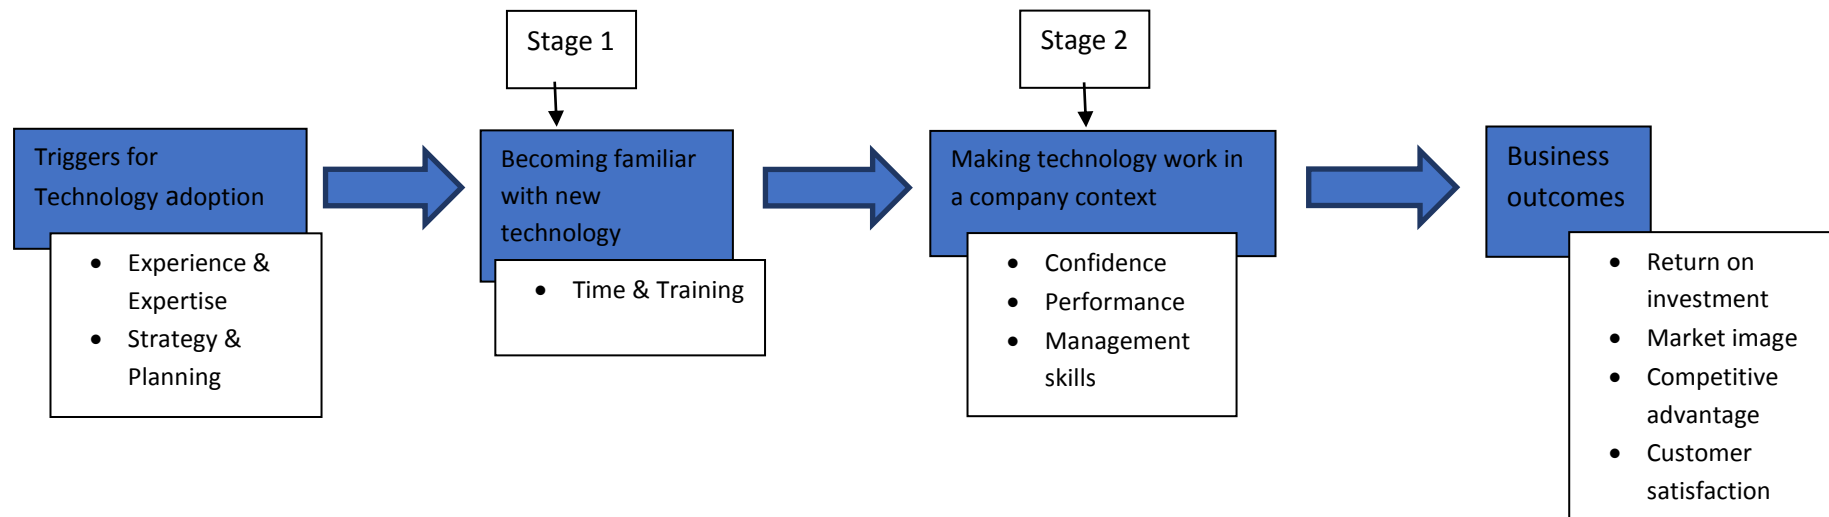 Stage 1
Stage 2
Triggers for
Technology adoption
• Experience &
Expertise
• Strategy &
Planning
Becoming familiar
with new
technology
• Time & Training
Making technology work in
a company context
• Confidence
• Performance
• Management
skills
Business
outcomes
• Return on
investment
• Market image
• Competitive
advantage
• Customer
satisfaction